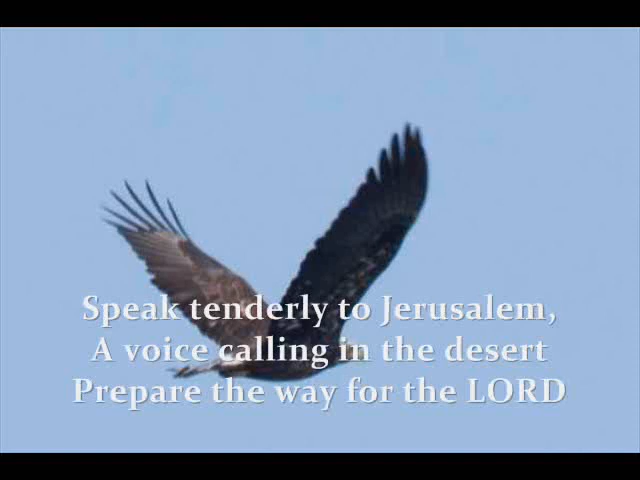 Speak tenderly to Jerusalem,
A voice calling in the desert
Prepare the way for the LORD